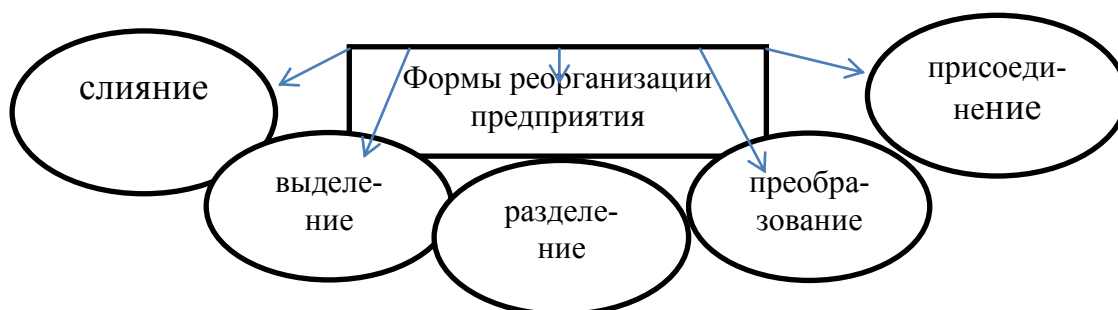 слияние
Формы реорганизации
предприятия
присоеди-
нение
выделе-
ние
разделе-
ние
преобра-
зование